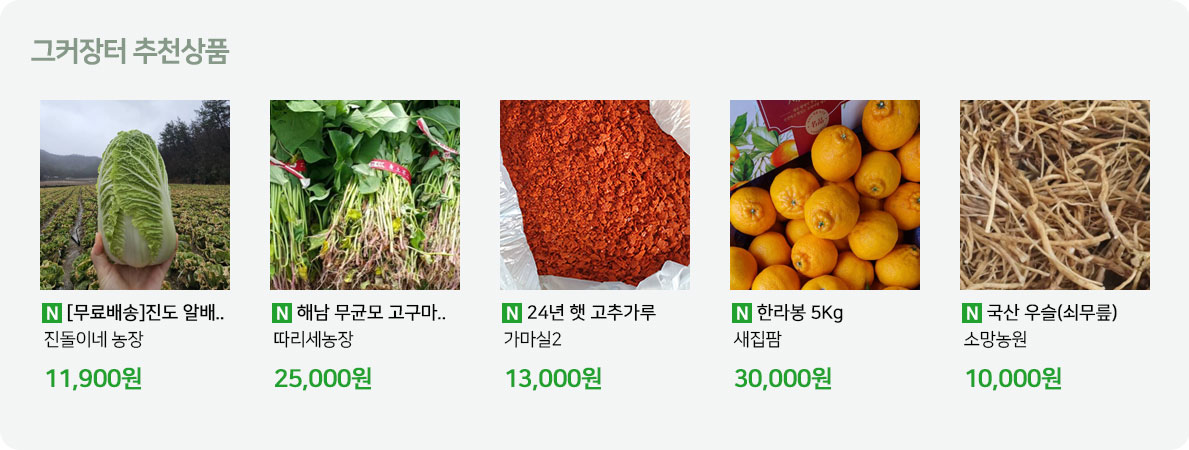 그커장터 추천상품
N [무료배송]진도 알배..
진돌이네 농장
11,900원
N 해남 무균모 고구마..
따리세농장
25,000원
N 24년 햇 고추가루
가마실2
13,000원
N 한라봉 5Kg
새집팜
30,000원
N 국산 우슬(쇠무릎)
소망농원
10,000원